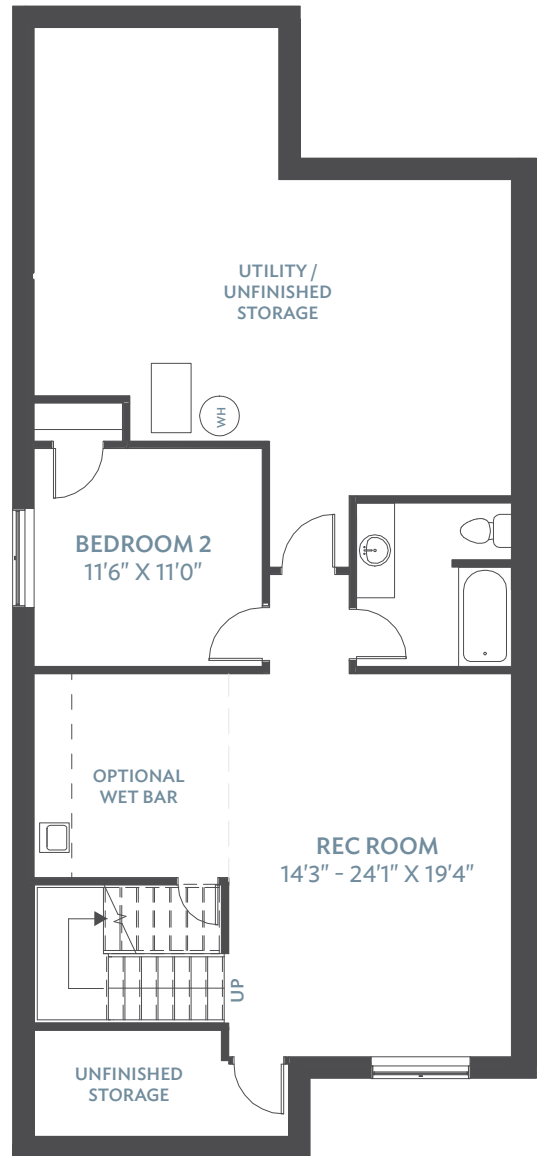 UTILITY /
UNFINISHED
STORAGE
WH
BEDROOM 2
11'6" X 11'0"
OPTIONAL
WET BAR
REC ROOM
14'3" - 24'1" X 19'4"
UP
UNFINISHED
STORAGE